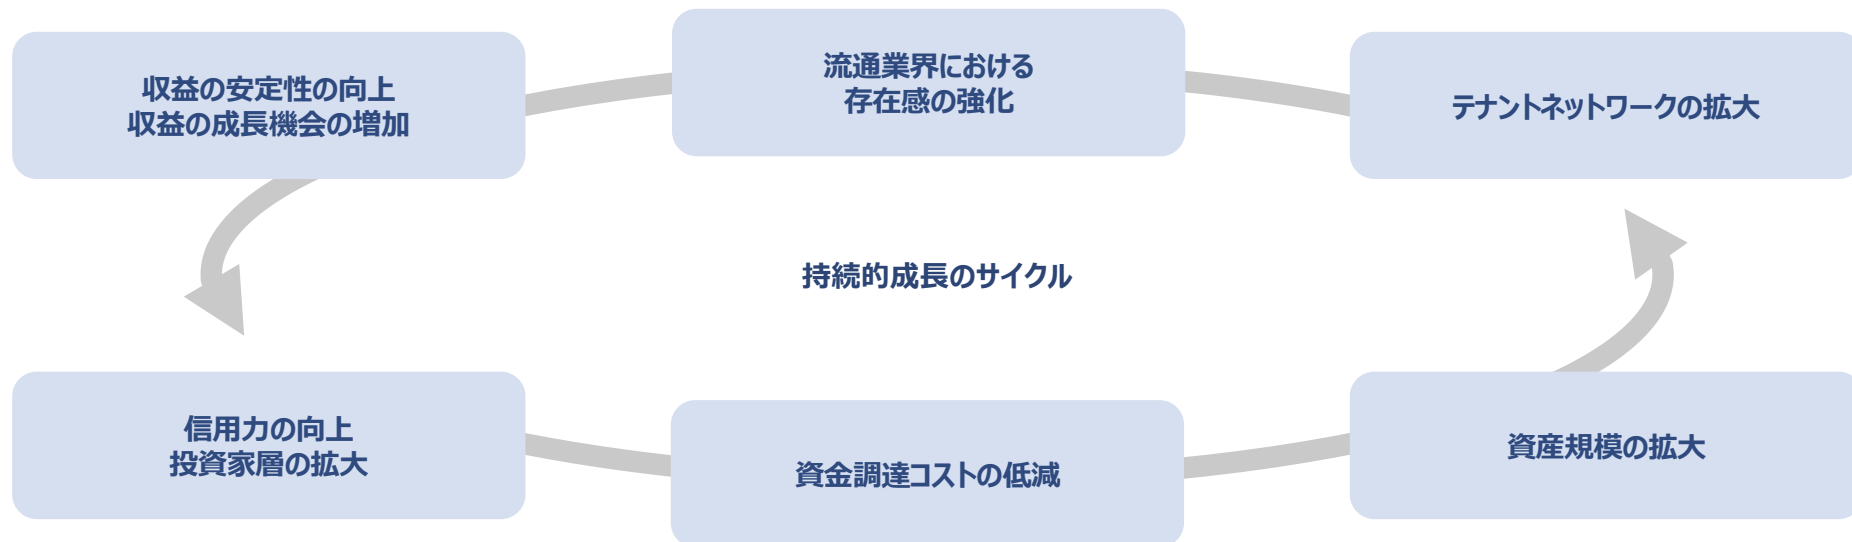 収益の安定性の向上
収益の成長機会の増加
流通業界における
存在感の強化
テナントネットワークの拡大
持続的成長のサイクル
信用力の向上
投資家層の拡大
資金調達コストの低減
資産規模の拡大